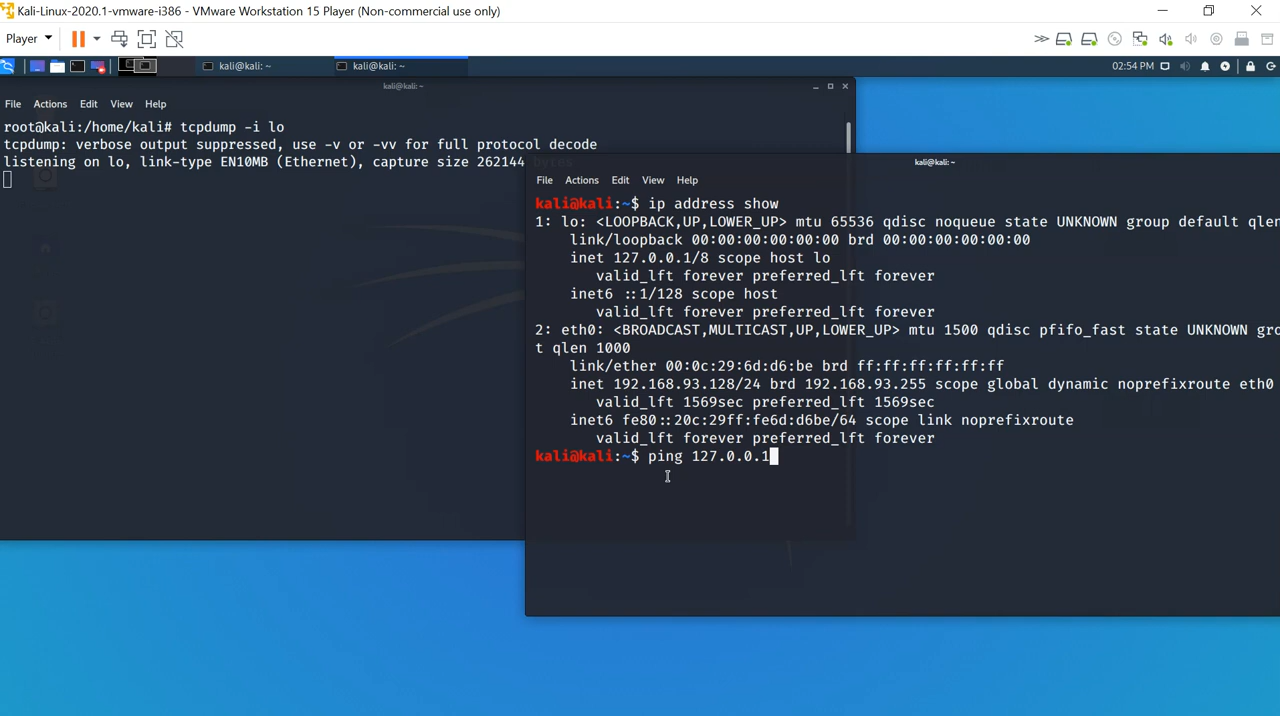 Kali-Linux-2020.1-vmware-i386 - VMware Workstation 15 Player (Non-commercial use only)
Player
kali@kali: ~
kali@kali: ~
02:54 PM
kali@kali: ~
File Actions Edit View Help
root@kali:/home/kali# tcpdump -i lo
tcpdump: verbose output suppressed, use -v or -vv for full protocol decode
listening on lo, link-type EN10MB (Ethernet), capture size 262144 bytes
kali@kali: ~
File Actions Edit View Help
kali@kali:~$ ip address show
1: lo: <LOOPBACK,UP,LOWER_UP> mtu 65536 qdisc noqueue state UNKNOWN group default qlen
link/loopback 00:00:00:00:00:00 brd 00:00:00:00:00:00
inet 127.0.0.1/8 scope host lo
valid_lft forever preferred_lft forever
inet6 ::1/128 scope host
valid_lft forever preferred_lft forever
2: eth0: <BROADCAST,MULTICAST,UP,LOWER_UP> mtu 1500 qdisc pfifo_fast state UNKNOWN gro
t qlen 1000
link/ether 00:0c:29:6d:d6:be brd ff:ff:ff:ff:ff:ff
inet 192.168.93.128/24 brd 192.168.93.255 scope global dynamic noprefixroute eth0
valid_lft 1569sec preferred_lft 1569sec
inet6 fe80::20c:29ff:fe6d:d6be/64 scope link noprefixroute
valid_lft forever preferred_lft forever
kali@kali:~$ ping 127.0.0.1